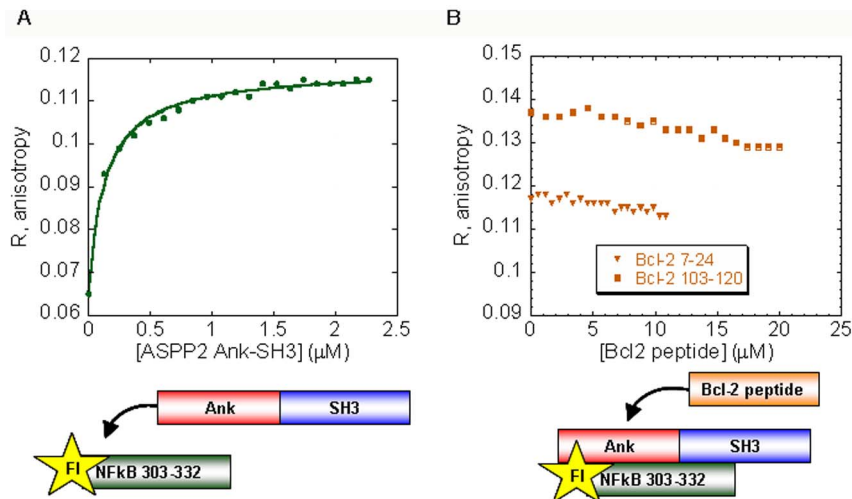 A
0.12
0.11
0.1
0.09
0.08
0.07
0.06
R, anisotropy
0
0.5
1
1.5
2
2.5
[ASPP2 Ank-SH3] (μM)
Ank
SH3
Fl
NFkB 303-332
B
0.15
0.14
0.13
0.12
0.11
0.1
0.09
R, anisotropy
Bcl-2 7-24
Bcl-2 103-120
0
5
10
15
20
25
[Bcl2 peptide] (μM)
Bcl-2 peptide
Ank
SH3
Fl
NFkB 303-332